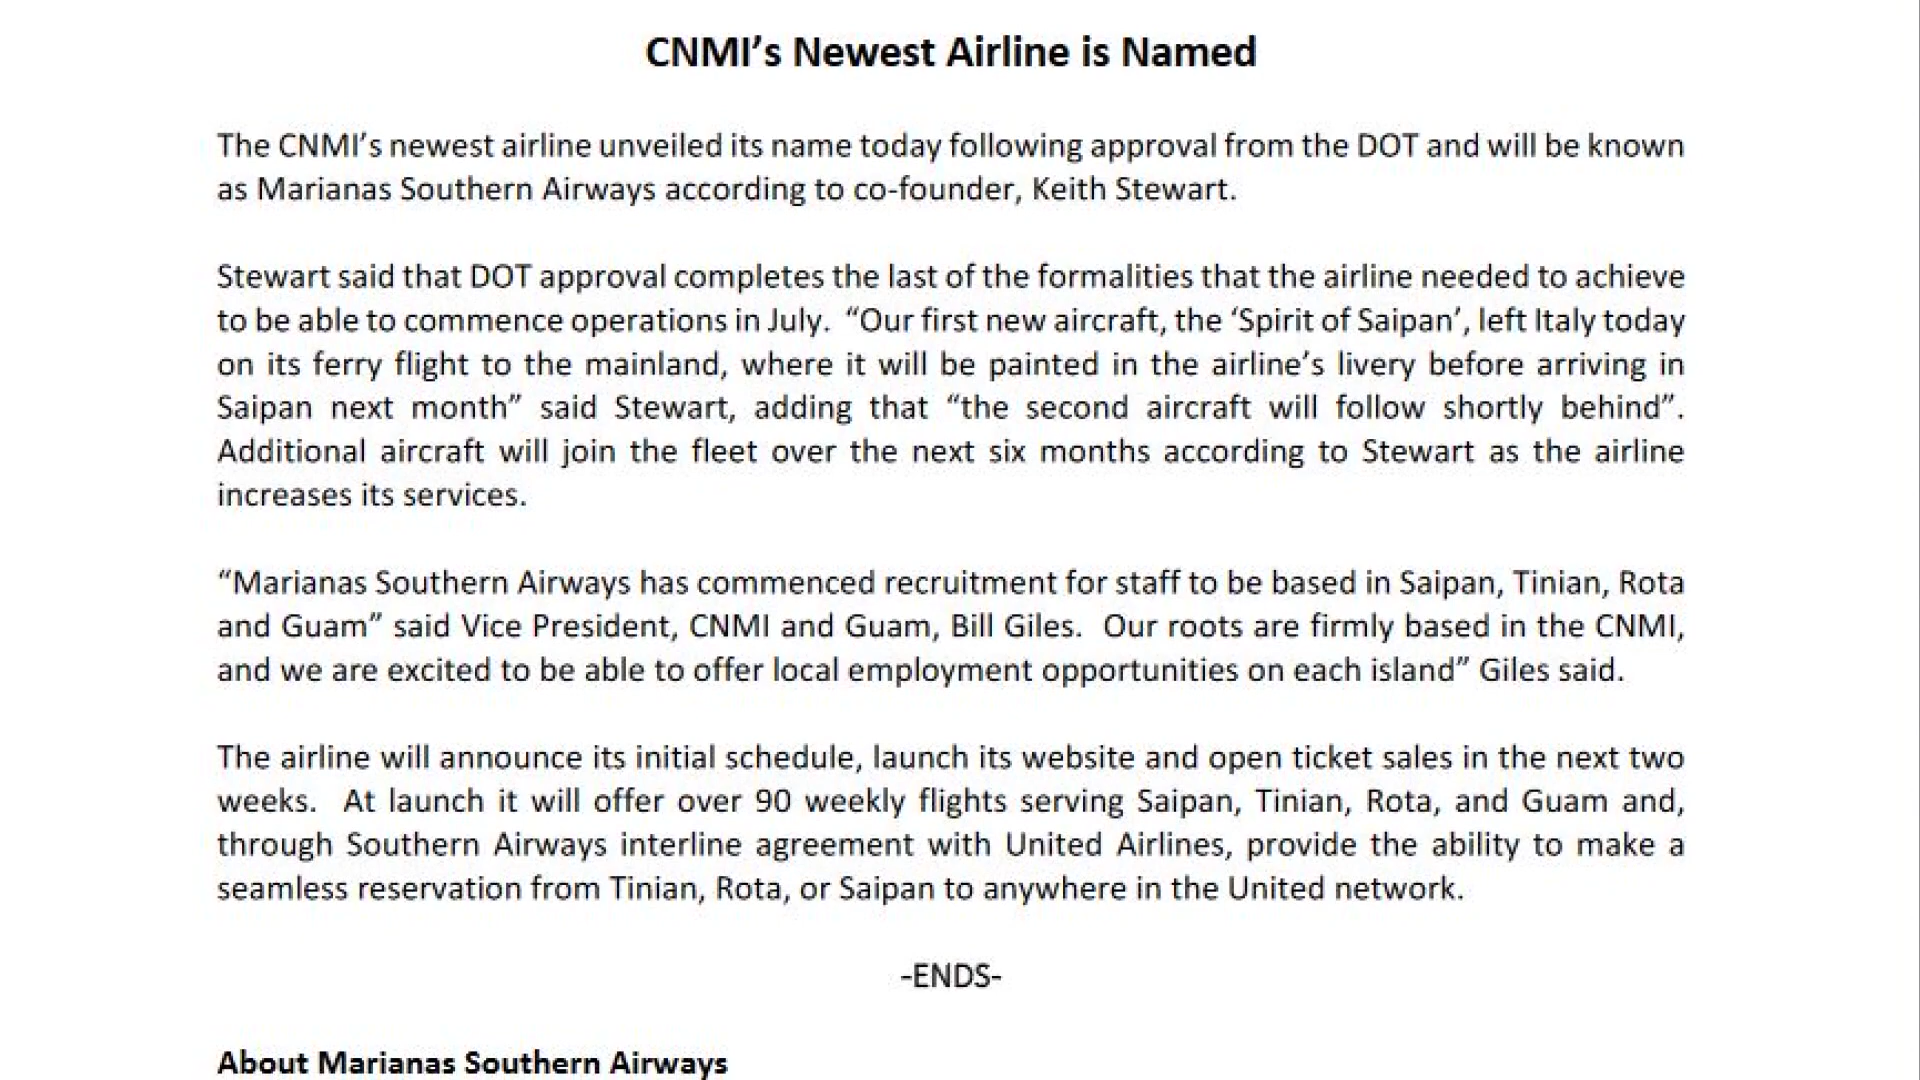 CNMI’s Newest Airline is Named
The CNMI’s newest airline unveiled its name today following approval from the DOT and will be known
as Marianas Southern Airways according to co-founder, Keith Stewart.
Stewart said that DOT approval completes the last of the formalities that the airline needed to achieve
to be able to commence operations in July.  “Our first new aircraft, the ‘Spirit of Saipan’, left Italy today
on its ferry flight to the mainland, where it will be painted in the airline’s livery before arriving in
Saipan next month” said Stewart, adding that “the second aircraft will follow shortly behind”.
Additional aircraft will join the fleet over the next six months according to Stewart as the airline
increases its services.
“Marianas Southern Airways has commenced recruitment for staff to be based in Saipan, Tinian, Rota
and Guam” said Vice President, CNMI and Guam, Bill Giles.  Our roots are firmly based in the CNMI,
and we are excited to be able to offer local employment opportunities on each island” Giles said.
The airline will announce its initial schedule, launch its website and open ticket sales in the next two
weeks.  At launch it will offer over 90 weekly flights serving Saipan, Tinian, Rota, and Guam and,
through Southern Airways interline agreement with United Airlines, provide the ability to make a
seamless reservation from Tinian, Rota, or Saipan to anywhere in the United network.
-ENDS-
About Marianas Southern Airways